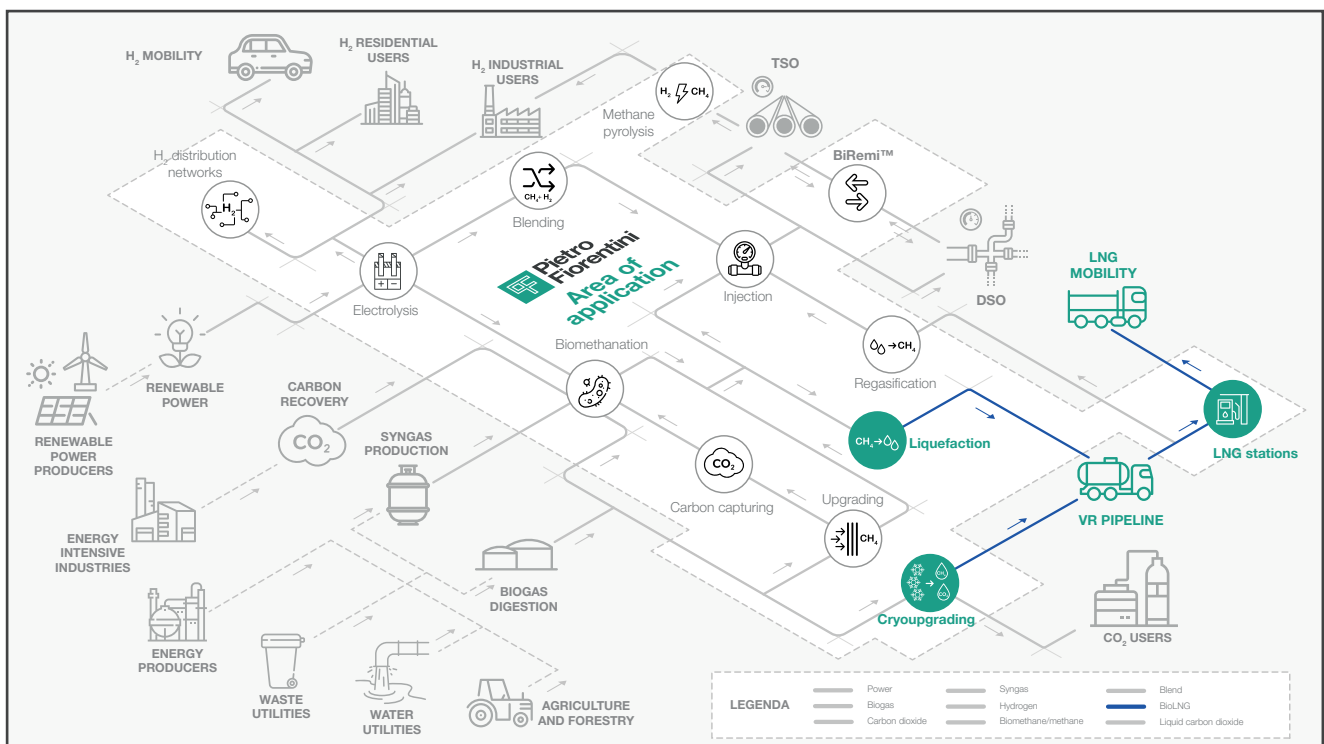 H₂ MOBILITY
H₂ RESIDENTIAL
USERS
H₂ INDUSTRIAL
USERS
H₂ CH₄
Methane
pyrolysis
TSO
BiRemi™
H₂ distribution
networks
H₂
CH₄+ H₂
Blending
Pietro
Fiorentini
Area of
application
Electrolysis
Injection
DSO
LNG
MOBILITY
RENEWABLE
POWER
RENEWABLE
POWER
PRODUCERS
CARBON
RECOVERY
CO₂
Biomethanation
→CH₄
Regasification
CH₄→
Liquefaction
LNG stations
SYNGAS
PRODUCTION
CO₂
Carbon capturing
Upgrading
CH₄
VR PIPELINE
ENERGY
INTENSIVE
INDUSTRIES
BIOGAS
DIGESTION
CH₄
CO₂
Cryoupgrading
CO₂ USERS
ENERGY
PRODUCERS
WASTE
UTILITIES
WATER
UTILITIES
AGRICULTURE
AND FORESTRY
LEGENDA
Power
Biogas
Carbon dioxide
Syngas
Hydrogen
Biomethane/methane
Blend
BioLNG
Liquid carbon dioxide